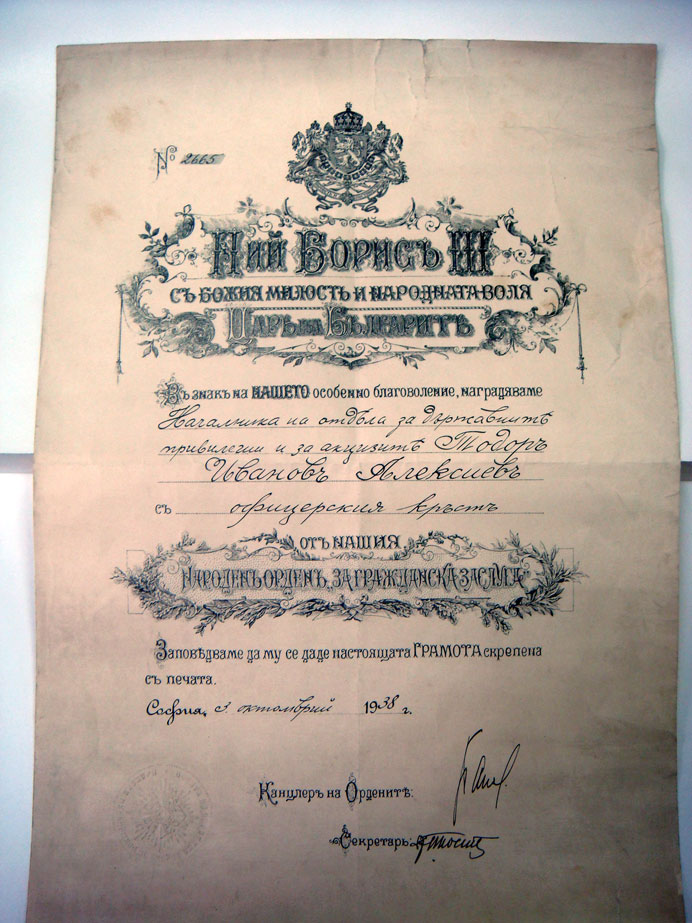 № 2665
Ний Борисъ III
съ Божия милость и народната воля
Царь на Българитѣ
Въ знакъ на НАШЕТО особенно благоволение, награждаваме
Началника на отдѣла за държавнитѣ
привилегии и за акцизитѣ Тодоръ
Ивановъ Алексиевъ
съ офицерския кръстъ
отъ нашия
Народенъ орденъ за гражданска заслуга
Заповѣдваме да му се даде настоящата ГРАМОТА скрепена
съ печата.
София, 3 октомврий 1938 г.
Канцлеръ на Орденитѣ:
Секретарь: